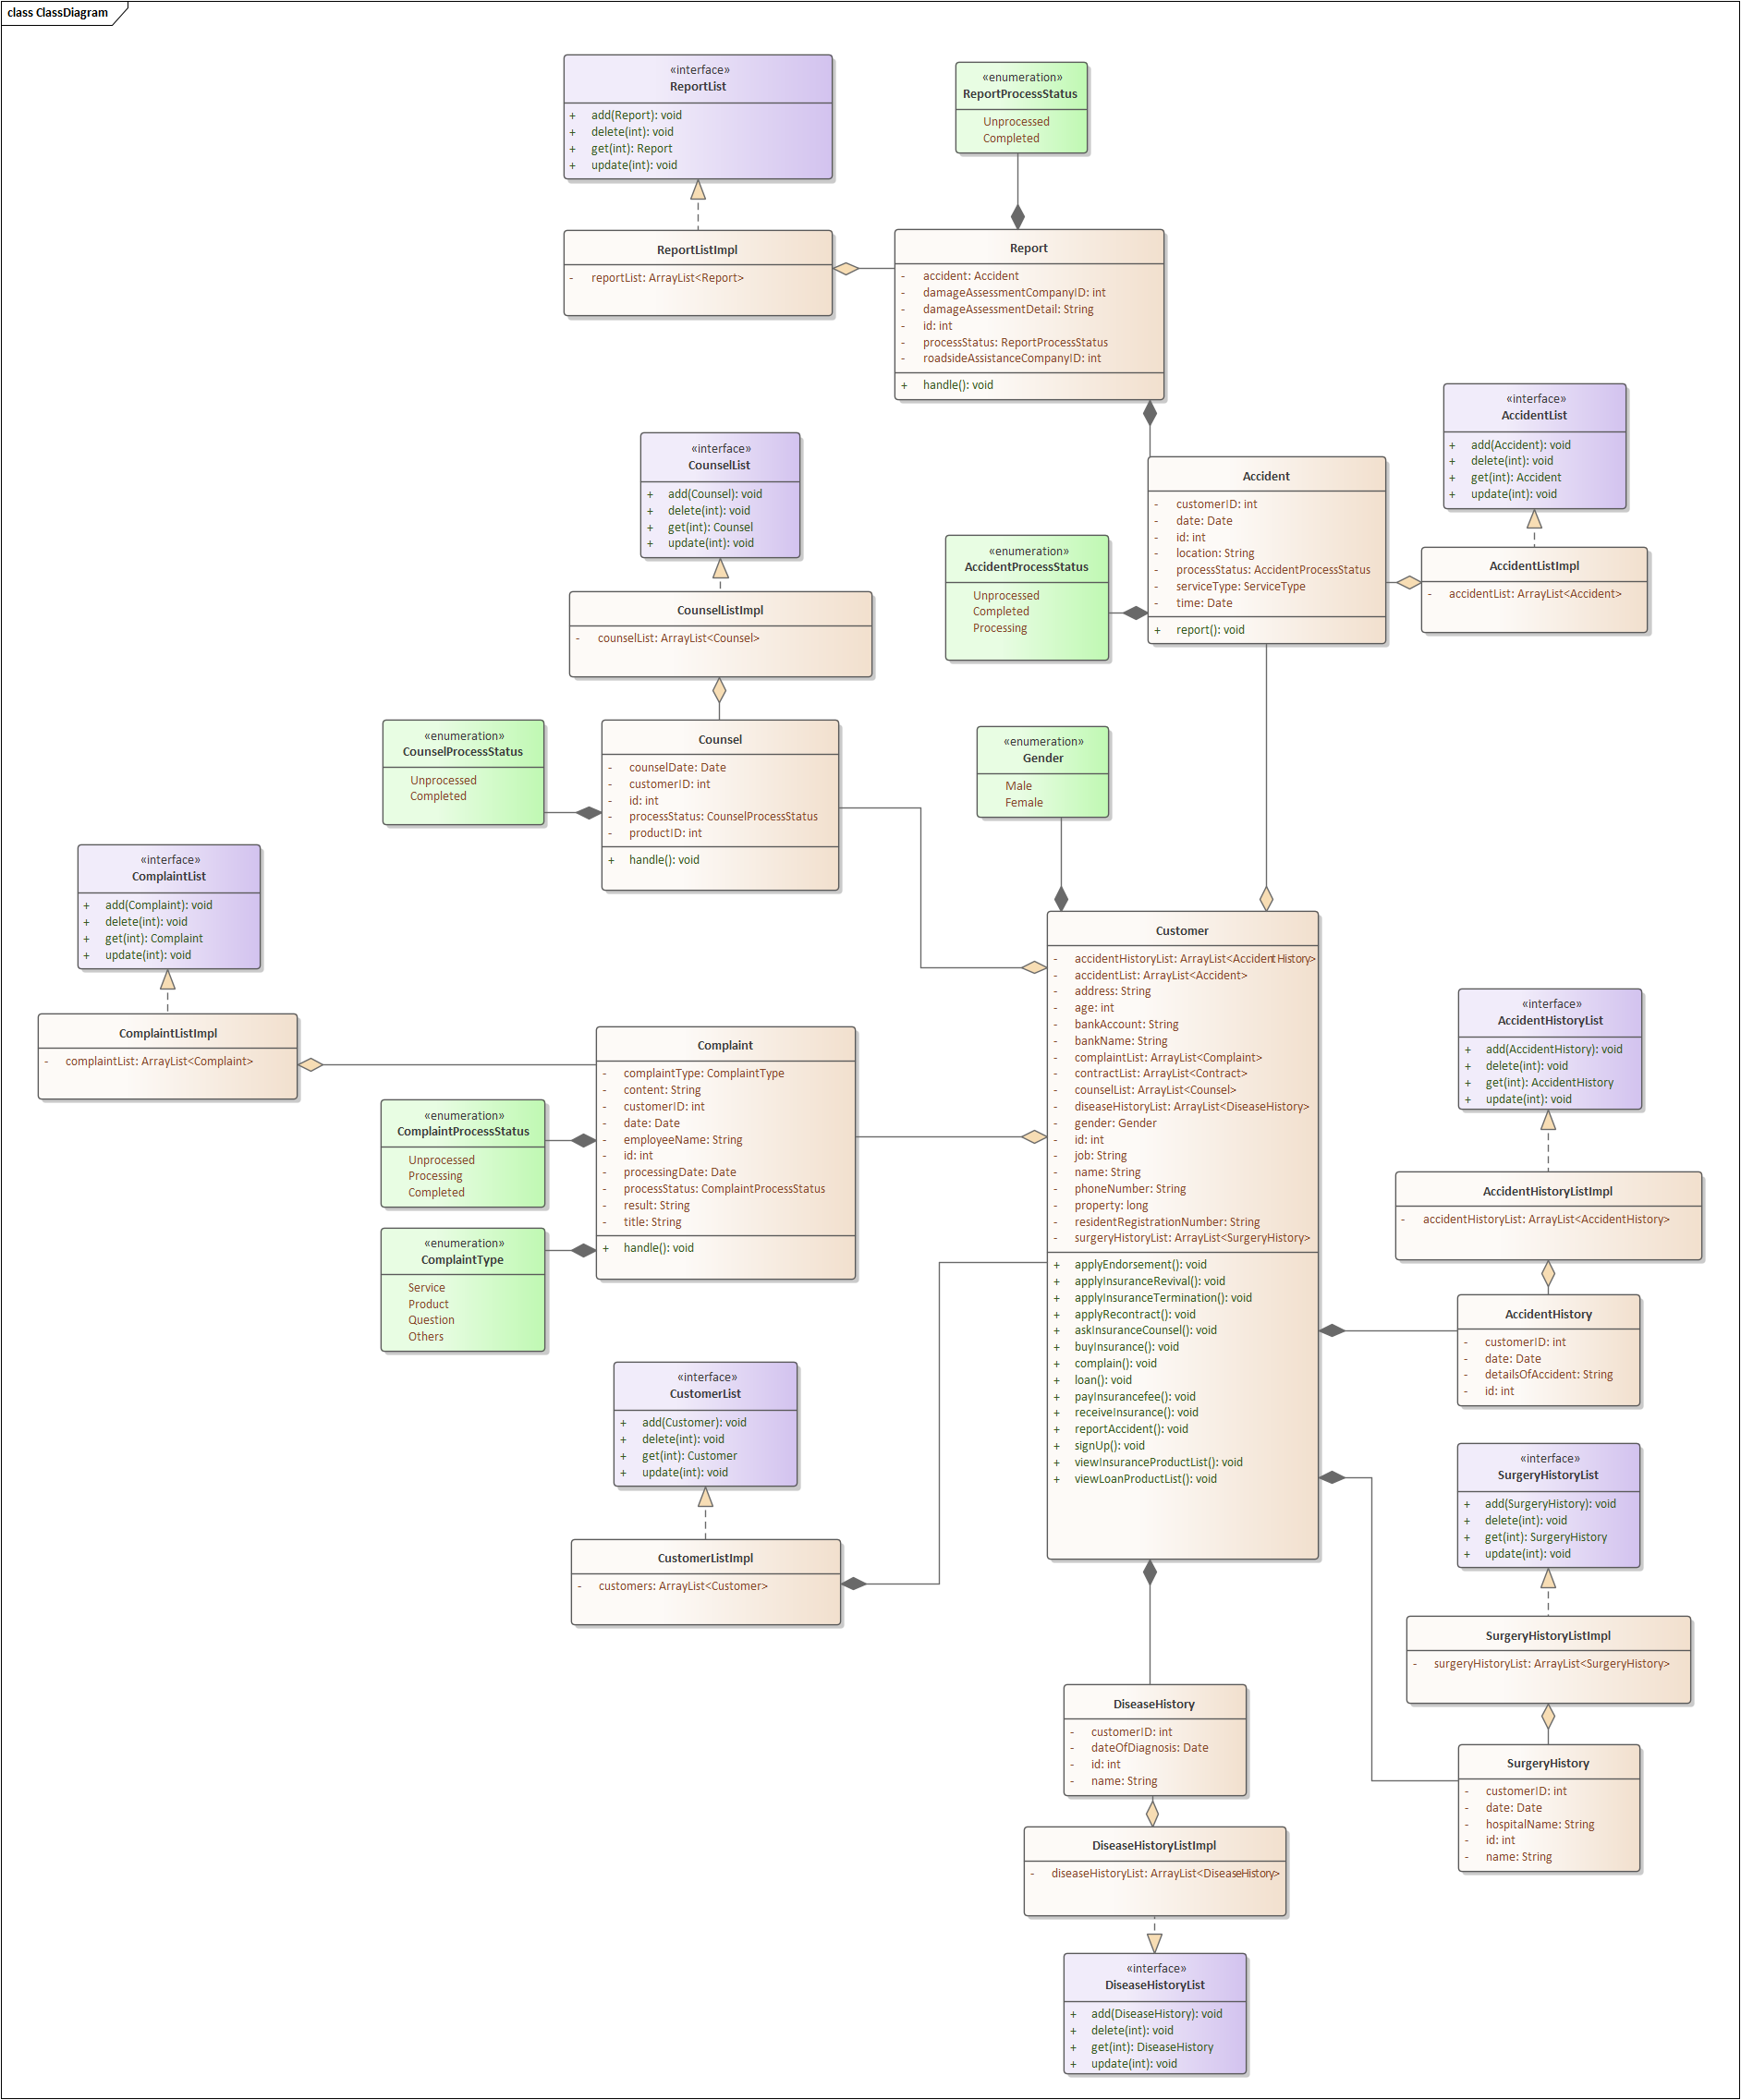 class ClassDiagram
«interface»
ReportList
+ add(Report): void
+ delete(int): void
+ get(int): Report
+ update(int): void
«enumeration»
ReportProcessStatus
Unprocessed
Completed
ReportListImpl
- reportList: ArrayList<Report>
Report
- accident: Accident
- damageAssessmentCompanyID: int
- damageAssessmentDetail: String
- id: int
- processStatus: ReportProcessStatus
- roadsideAssistanceCompanyID: int
+ handle(): void
«interface»
AccidentList
+ add(Accident): void
+ delete(int): void
+ get(int): Accident
+ update(int): void
«interface»
CounselList
+ add(Counsel): void
+ delete(int): void
+ get(int): Counsel
+ update(int): void
Accident
- customerID: int
- date: Date
- id: int
- location: String
- processStatus: AccidentProcessStatus
- serviceType: ServiceType
- time: Date
+ report(): void
«enumeration»
AccidentProcessStatus
Unprocessed
Completed
Processing
AccidentListImpl
- accidentList: ArrayList<Accident>
CounselListImpl
- counselList: ArrayList<Counsel>
«enumeration»
CounselProcessStatus
Unprocessed
Completed
Counsel
- counselDate: Date
- customerID: int
- id: int
- processStatus: CounselProcessStatus
- productID: int
+ handle(): void
«enumeration»
Gender
Male
Female
«interface»
ComplaintList
+ add(Complaint): void
+ delete(int): void
+ get(int): Complaint
+ update(int): void
ComplaintListImpl
- complaintList: ArrayList<Complaint>
Complaint
- complaintType: ComplaintType
- content: String
- customerID: int
- date: Date
- employeeName: String
- id: int
- processingDate: Date
- processStatus: ComplaintProcessStatus
- result: String
- title: String
+ handle(): void
«enumeration»
ComplaintProcessStatus
Unprocessed
Processing
Completed
«enumeration»
ComplaintType
Service
Product
Question
Others
Customer
- accidentHistoryList: ArrayList<AccidentHistory>
- accidentList: ArrayList<Accident>
- address: String
- age: int
- bankAccount: String
- bankName: String
- complaintList: ArrayList<Complaint>
- contractList: ArrayList<Contract>
- counselList: ArrayList<Counsel>
- diseaseHistoryList: ArrayList<DiseaseHistory>
- gender: Gender
- id: int
- job: String
- name: String
- phoneNumber: String
- property: long
- residentRegistrationNumber: String
- surgeryHistoryList: ArrayList<SurgeryHistory>
+ applyEndorsement(): void
+ applyInsuranceRevival(): void
+ applyInsuranceTermination(): void
+ applyRecontract(): void
+ askInsuranceCounsel(): void
+ buyInsurance(): void
+ complain(): void
+ loan(): void
+ payInsurancefee(): void
+ receiveInsurance(): void
+ reportAccident(): void
+ signUp(): void
+ viewInsuranceProductList(): void
+ viewLoanProductList(): void
«interface»
AccidentHistoryList
+ add(AccidentHistory): void
+ delete(int): void
+ get(int): AccidentHistory
+ update(int): void
AccidentHistoryListImpl
- accidentHistoryList: ArrayList<AccidentHistory>
AccidentHistory
- customerID: int
- date: Date
- detailsOfAccident: String
- id: int
«interface»
CustomerList
+ add(Customer): void
+ delete(int): void
+ get(int): Customer
+ update(int): void
CustomerListImpl
- customers: ArrayList<Customer>
«interface»
SurgeryHistoryList
+ add(SurgeryHistory): void
+ delete(int): void
+ get(int): SurgeryHistory
+ update(int): void
SurgeryHistoryListImpl
- surgeryHistoryList: ArrayList<SurgeryHistory>
SurgeryHistory
- customerID: int
- date: Date
- hospitalName: String
- id: int
- name: String
DiseaseHistory
- customerID: int
- dateOfDiagnosis: Date
- id: int
- name: String
DiseaseHistoryListImpl
- diseaseHistoryList: ArrayList<DiseaseHistory>
«interface»
DiseaseHistoryList
+ add(DiseaseHistory): void
+ delete(int): void
+ get(int): DiseaseHistory
+ update(int): void